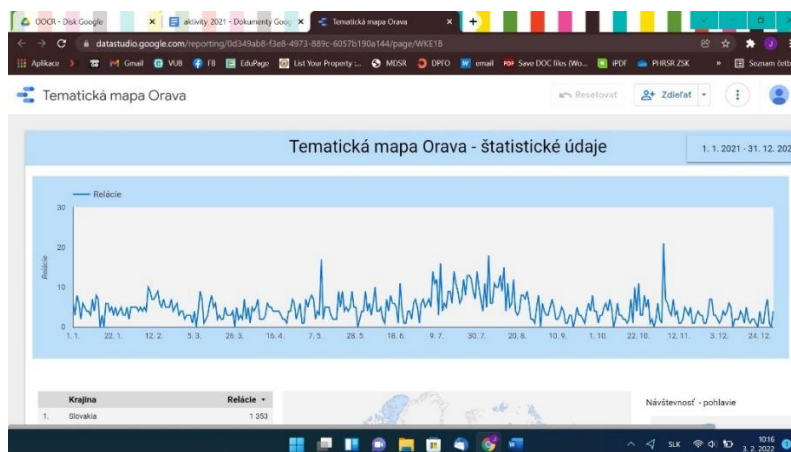 OOCR - Disk Google
aktivity 2021 - Dokumenty Goog
Tematická mapa Orava
datastudio.google.com/reporting/0d349ab8-f3e8-4973-889c-6057b190a144/page/WKE1B
Aplikace
Gmail
VUB
FB
EduPage
List Your Property :...
MDSR
DPFO
email
Save DOC files (Wo...
iPDF
PHRSR ZSK
»
Seznam četb
Tematická mapa Orava
Resetovať
Zdieľať
Tematická mapa Orava - štatistické údaje
1. 1. 2021 - 31. 12. 202
Relácie
30
20
10
0
Relácie
1. 1.
22. 1.
12. 2.
5. 3.
26. 3.
16. 4.
7. 5.
28. 5.
18. 6.
9. 7.
30. 7.
20. 8.
10. 9.
1. 10.
22. 10.
12. 11.
3. 12.
24. 12.
Krajina Relácie
1. Slovakia 1 353
Návštevnosť - pohlavie
SLK
10:16
3. 2. 2022